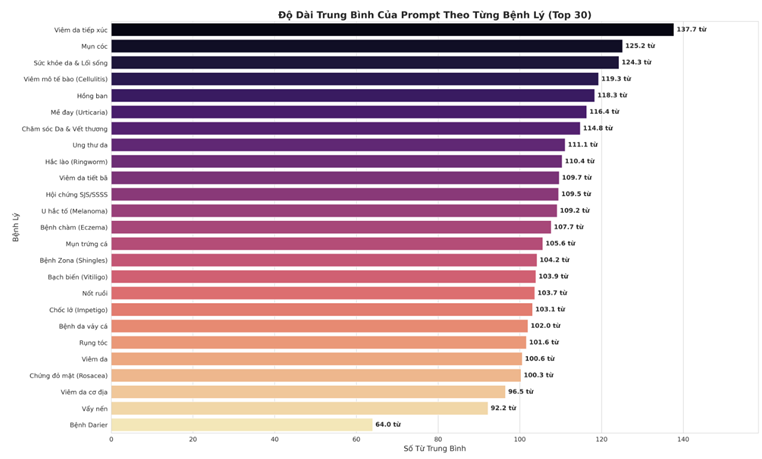 Độ Dài Trung Bình Của Prompt Theo Từng Bệnh Lý (Top 30)
Viêm da tiếp xúc 137.7 từ
Mụn cóc 125.2 từ
Sức khỏe da & Lối sống 124.3 từ
Viêm mô tế bào (Cellulitis) 119.3 từ
Hồng ban 118.3 từ
Mề đay (Urticaria) 116.4 từ
Chăm sóc Da & Vết thương 114.8 từ
Ung thư da 111.1 từ
Hắc lào (Ringworm) 110.4 từ
Viêm da tiết bã 109.7 từ
Hội chứng SJS/SSSS 109.5 từ
U hắc tố (Melanoma) 109.2 từ
Bệnh chàm (Eczema) 107.7 từ
Mụn trứng cá 105.6 từ
Bệnh Zona (Shingles) 104.2 từ
Bạch biến (Vitiligo) 103.9 từ
Nốt ruồi 103.7 từ
Chốc lở (Impetigo) 103.1 từ
Bệnh da vảy cá 102.0 từ
Rụng tóc 101.6 từ
Viêm da 100.6 từ
Chứng đỏ mặt (Rosacea) 100.3 từ
Viêm da cơ địa 96.5 từ
Vẩy nến 92.2 từ
Bệnh Darier 64.0 từ
0 20 40 60 80 100 120 140
Số Từ Trung Bình
Bệnh Lý